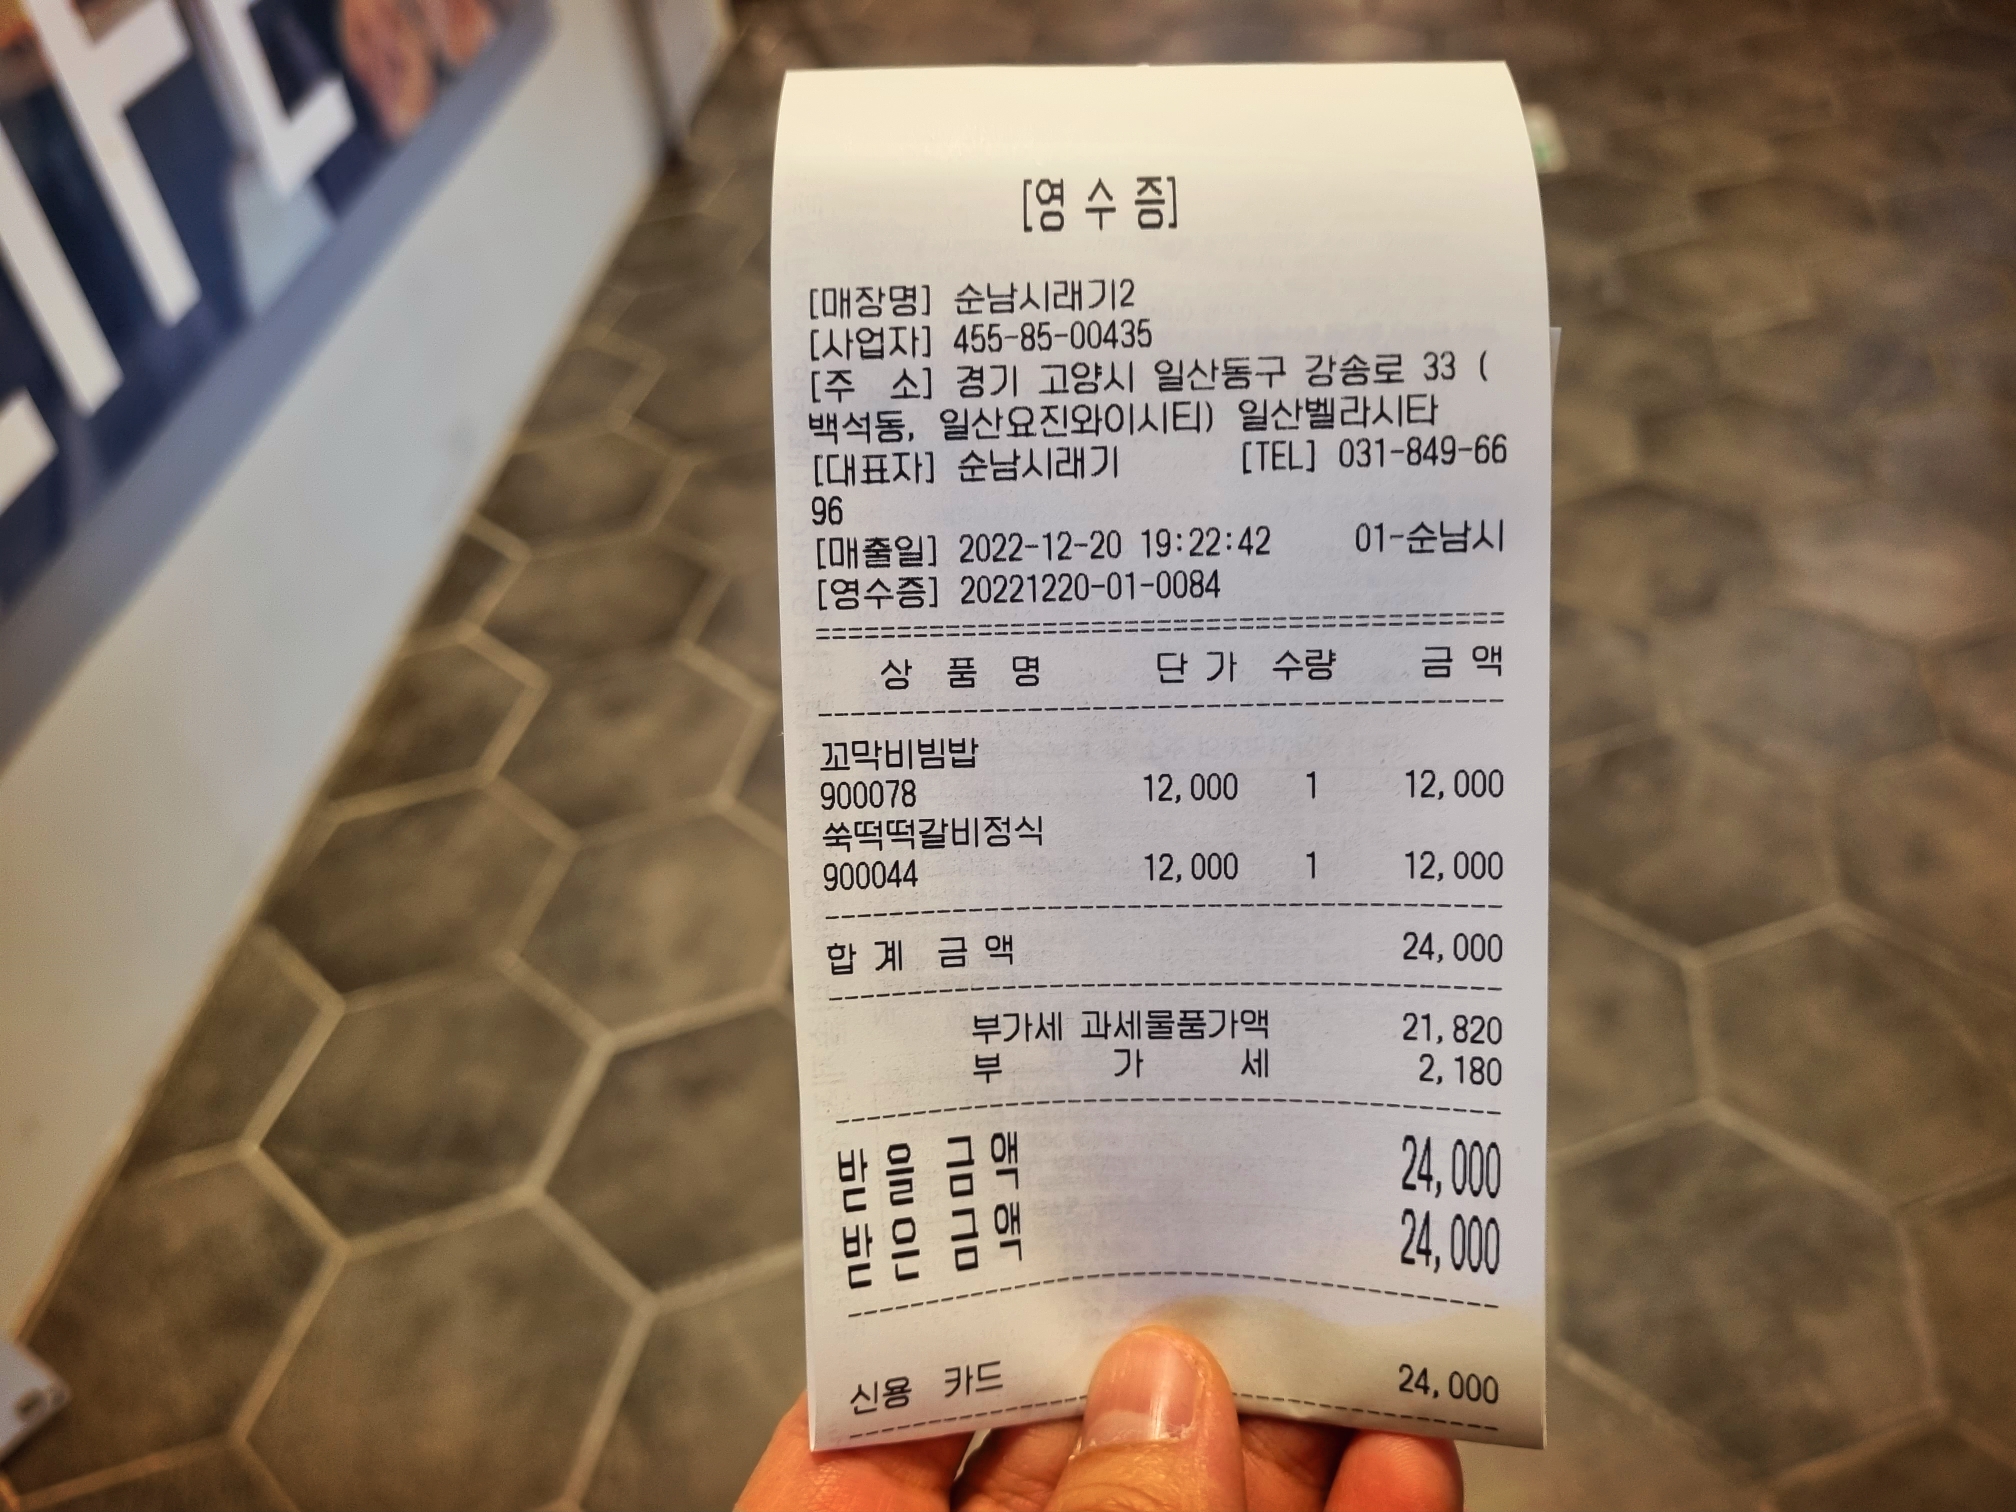 [영 수 증]
[매장명] 순남시래기2
[사업자] 455-85-00435
[주 소] 경기 고양시 일산동구 강송로 33 (
백석동, 일산요진와이시티) 일산벨라시타
[대표자] 순남시래기 [TEL] 031-849-66
96
[매출일] 2022-12-20 19:22:42 01-순남시
[영수증] 20221220-01-0084
상 품 명 단 가 수량 금 액
꼬막비빔밥
900078 12,000 1 12,000
쑥떡떡갈비정식
900044 12,000 1 12,000
합 계 금 액 24,000
부가세 과세물품가액 21,820
부 가 세 2,180
받 을 금 액 24,000
받 은 금 액 24,000
신용 카드 24,000